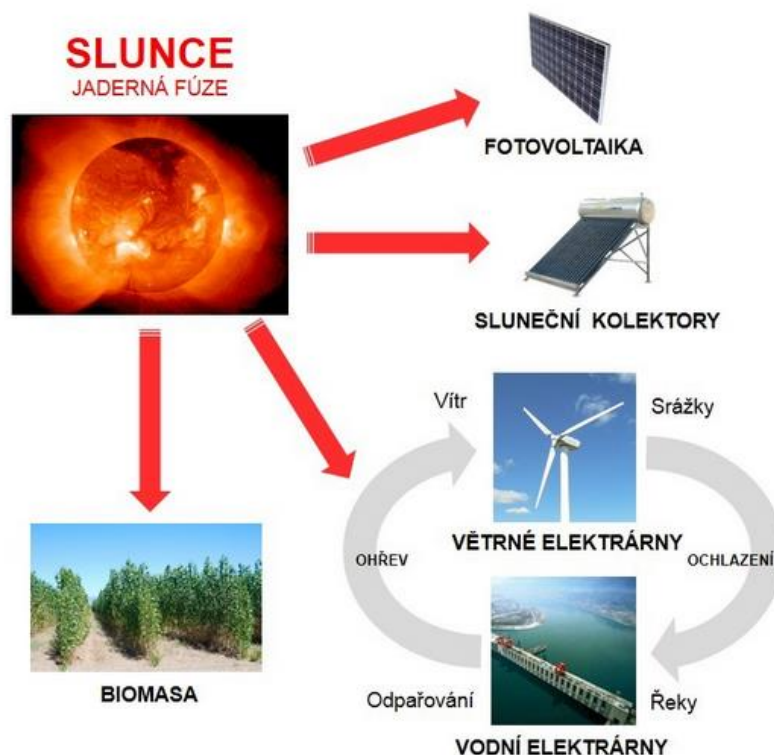 SLUNCE
JADERNÁ FÚZE
FOTOVOLTAIKA
SLUNEČNÍ KOLEKTORY
Vítr
Srážky
VĚTRNÉ ELEKTRÁRNY
OHŘEV
OCHLAZENÍ
BIOMASA
Odpařování
Řeky
VODNÍ ELEKTRÁRNY